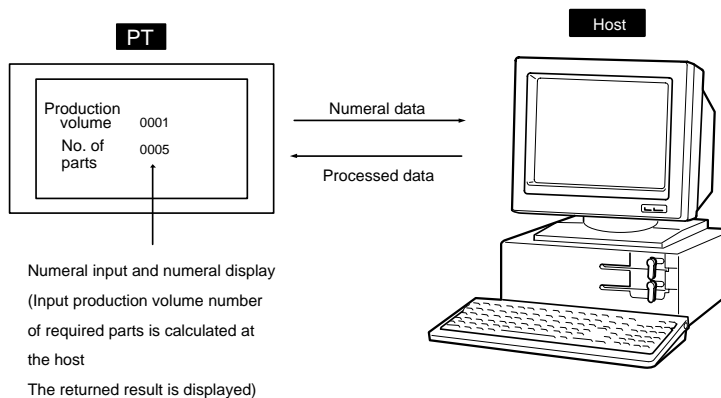 PT
Host
Production
volume 0001
No. of
parts 0005
Numeral data
Processed data
Numeral input and numeral display
(Input production volume number
of required parts is calculated at
the host
The returned result is displayed)